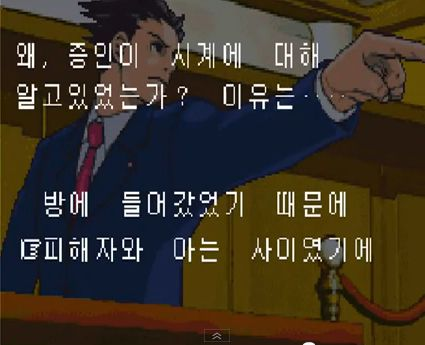 왜, 증인이 시계에 대해
알고있었는가? 이유는····
방에 들어갔었기 때문에
☞피해자와 아는 사이였기에